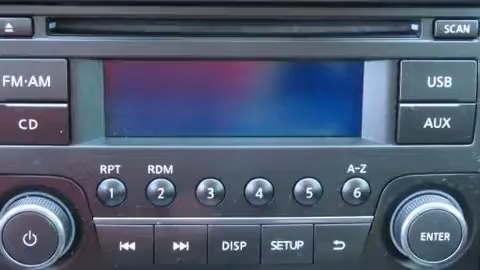 SCAN
FM·AM
USB
CD
AUX
RPT RDM A-Z
1 2 3 4 5 6
DISP SETUP
ENTER